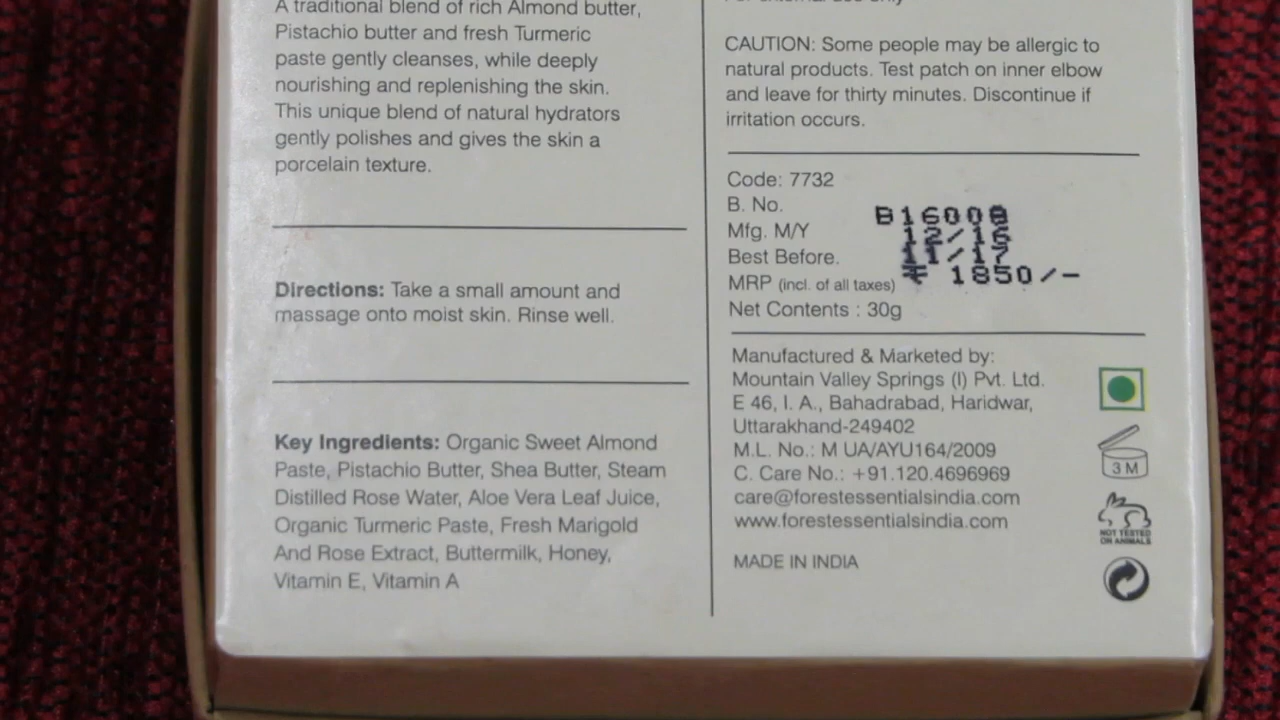 A traditional blend of rich Almond butter,
Pistachio butter and fresh Turmeric
paste gently cleanses, while deeply
nourishing and replenishing the skin.
This unique blend of natural hydrators
gently polishes and gives the skin a
porcelain texture.
Directions: Take a small amount and
massage onto moist skin. Rinse well.
Key Ingredients: Organic Sweet Almond
Paste, Pistachio Butter, Shea Butter, Steam
Distilled Rose Water, Aloe Vera Leaf Juice,
Organic Turmeric Paste, Fresh Marigold
And Rose Extract, Buttermilk, Honey,
Vitamin E, Vitamin A
For external use only
CAUTION: Some people may be allergic to
natural products. Test patch on inner elbow
and leave for thirty minutes. Discontinue if
irritation occurs.
Code: 7732
B. No. B16008
Mfg. M/Y 12/16
Best Before. 11/17
MRP (incl. of all taxes) ₹ 1850/-
Net Contents : 30g
Manufactured & Marketed by:
Mountain Valley Springs (I) Pvt. Ltd.
E 46, I. A., Bahadrabad, Haridwar,
Uttarakhand-249402
M.L. No.: M UA/AYU164/2009
C. Care No.: +91.120.4696969
care@forestessentialsindia.com
www.forestessentialsindia.com
MADE IN INDIA
3 M
NOT TESTED
ON ANIMALS